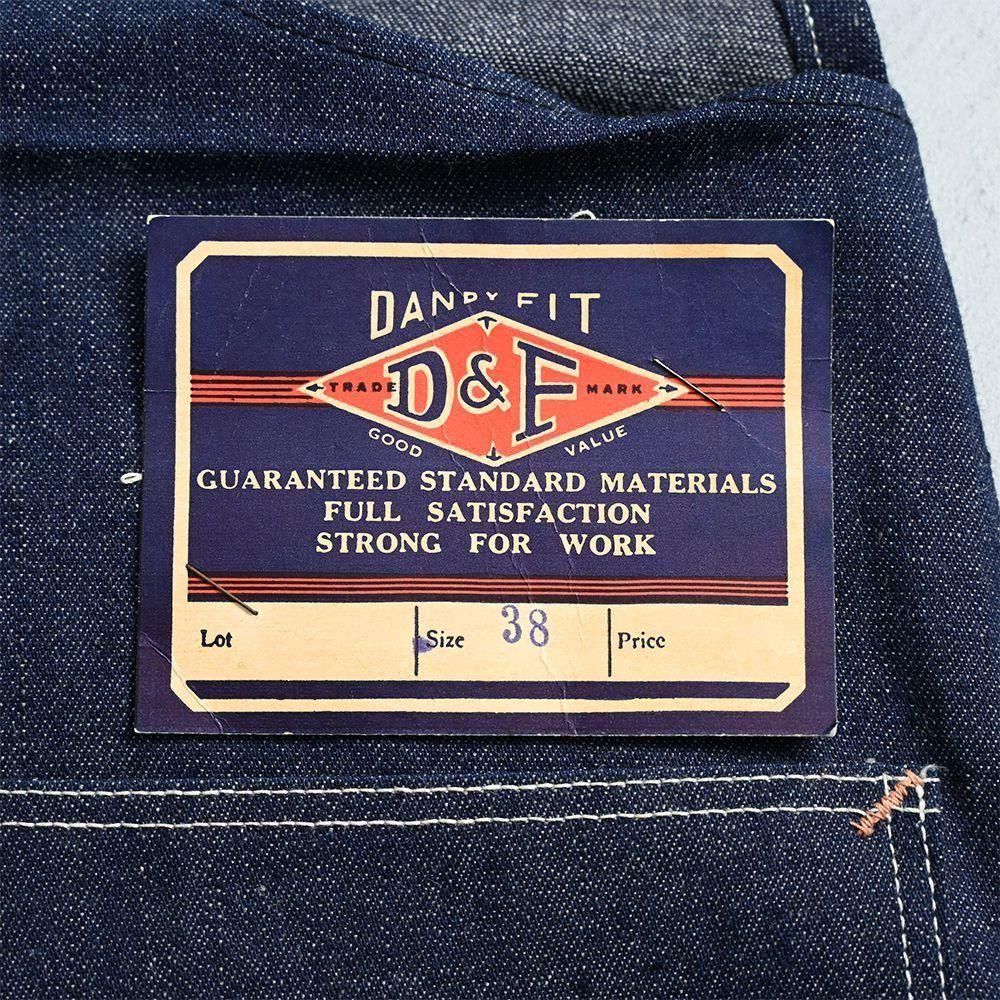 DANDY FIT
TRADE D&F MARK
GOOD VALUE
GUARANTEED STANDARD MATERIALS
FULL SATISFACTION
STRONG FOR WORK
Lot Size 38 Price